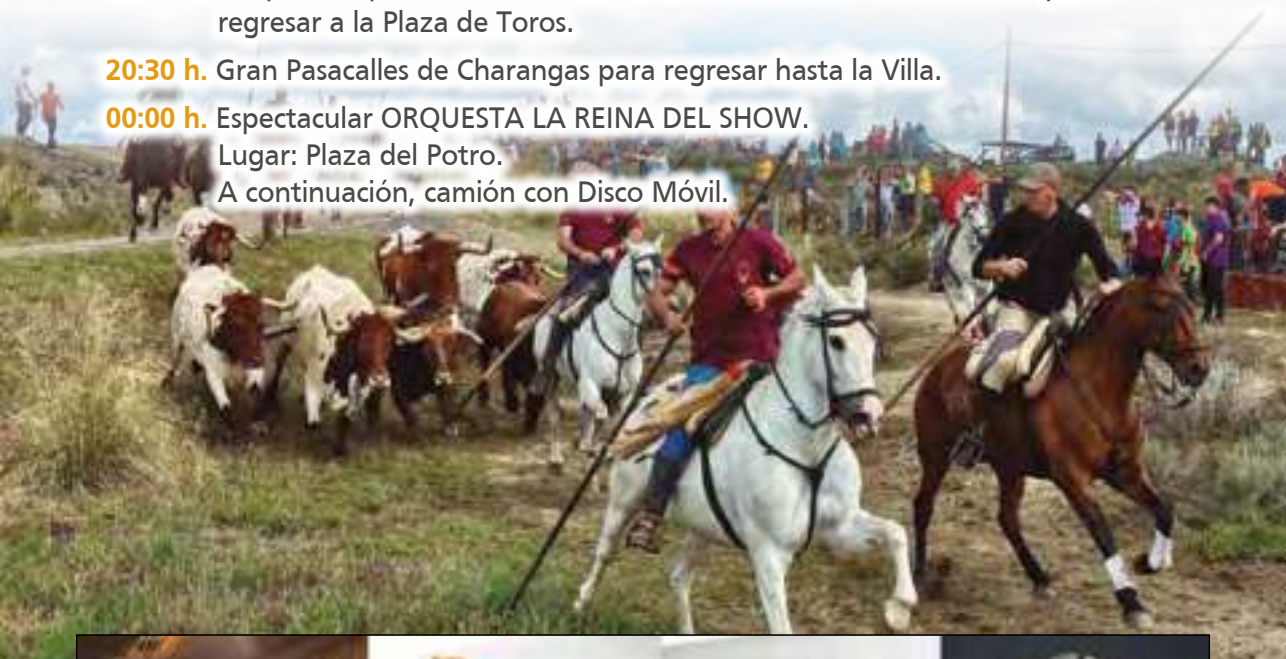 regresar a la Plaza de Toros.
20:30 h. Gran Pasacalles de Charangas para regresar hasta la Villa.
00:00 h. Espectacular ORQUESTA LA REINA DEL SHOW.
Lugar: Plaza del Potro.
A continuación, camión con Disco Móvil.